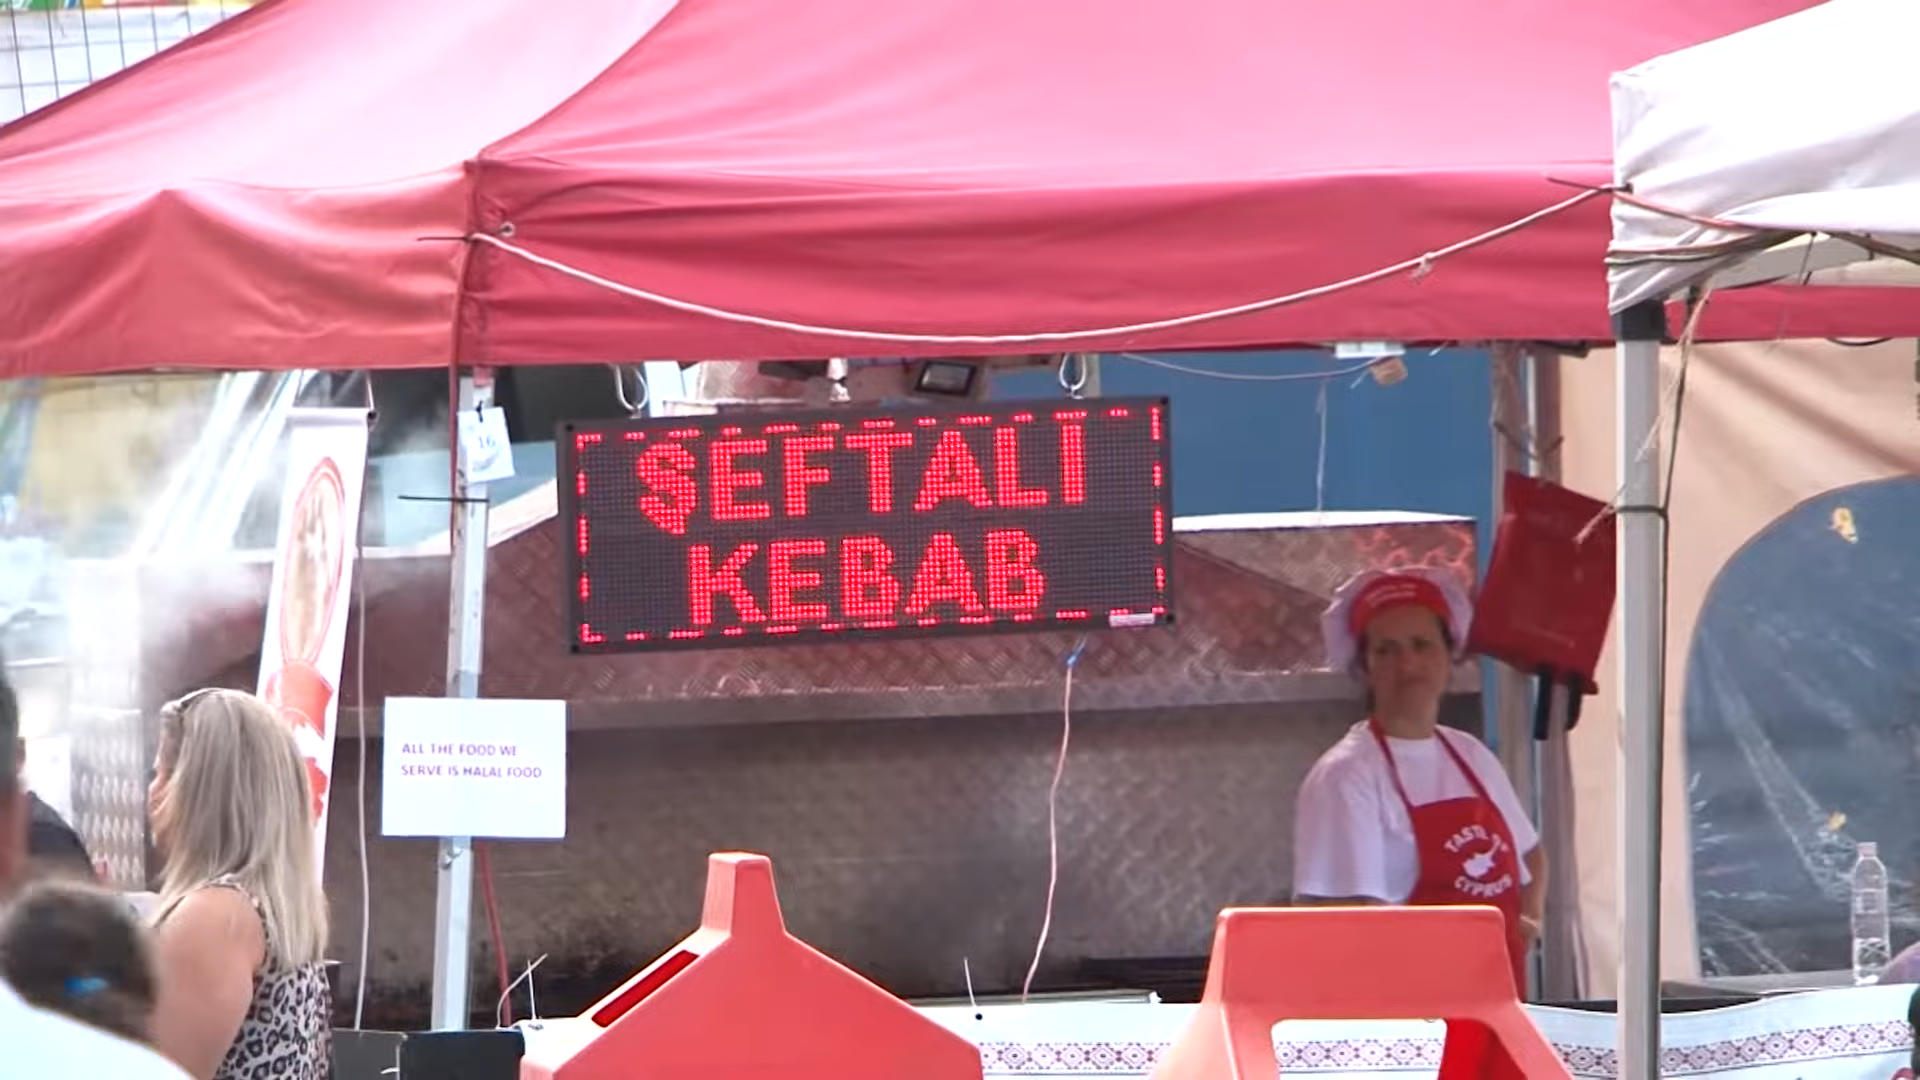 ŞEFTALI
KEBAB
16
ALL THE FOOD WE
SERVE IS HALAL FOOD
TASTE OF
CYPRUS